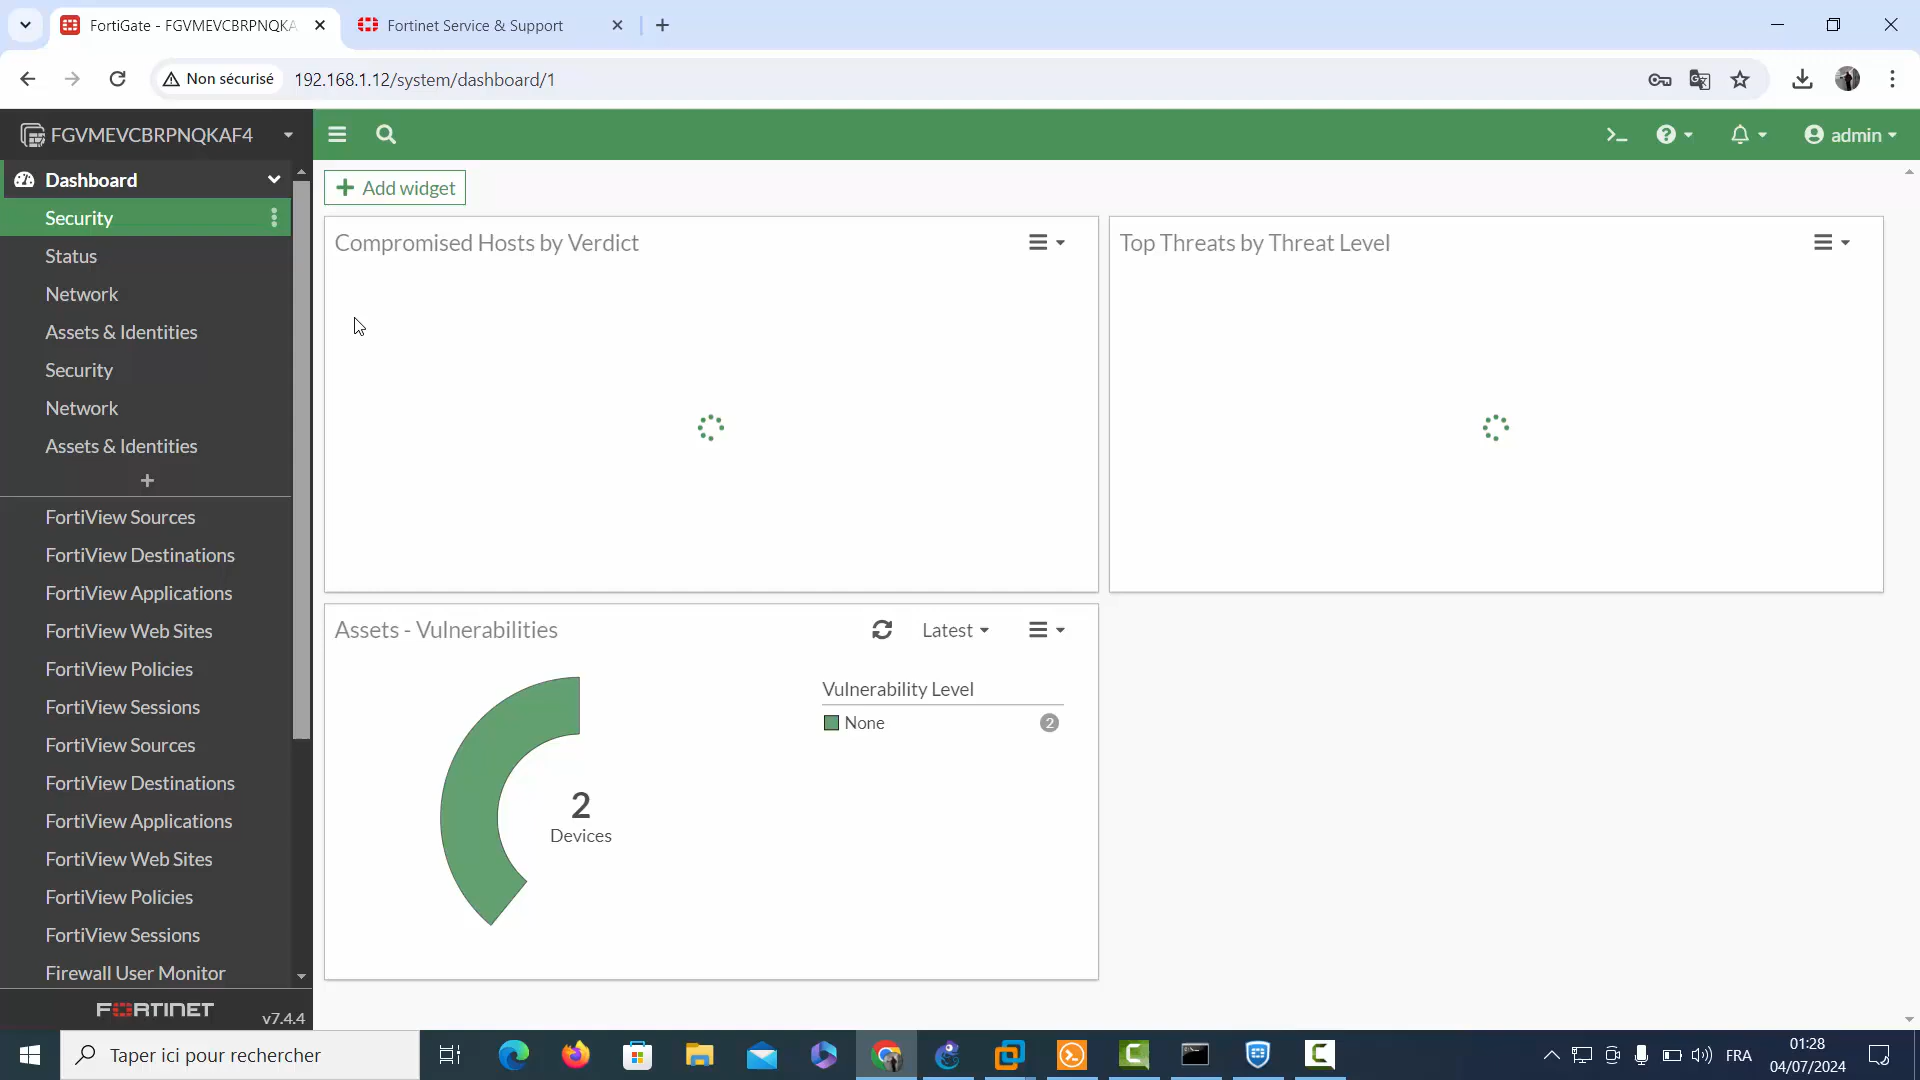 FortiGate - FGVMEVCBRPNQKA
Fortinet Service & Support
Non sécurisé
192.168.1.12/system/dashboard/1
FGVMEVCBRPNQKAF4
admin
Dashboard
Security
Status
Network
Assets & Identities
Security
Network
Assets & Identities
FortiView Sources
FortiView Destinations
FortiView Applications
FortiView Web Sites
FortiView Policies
FortiView Sessions
FortiView Sources
FortiView Destinations
FortiView Applications
FortiView Web Sites
FortiView Policies
FortiView Sessions
Firewall User Monitor
FORTINET
v7.4.4
Add widget
Compromised Hosts by Verdict
Top Threats by Threat Level
Assets - Vulnerabilities
Latest
Vulnerability Level
None
2
2
Devices
Taper ici pour rechercher
FRA
01:28
04/07/2024